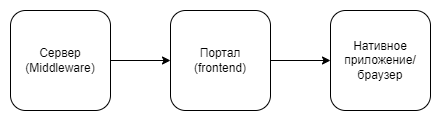 Сервер
(Middleware)
Портал
(frontend)
Нативное
приложение/
браузер